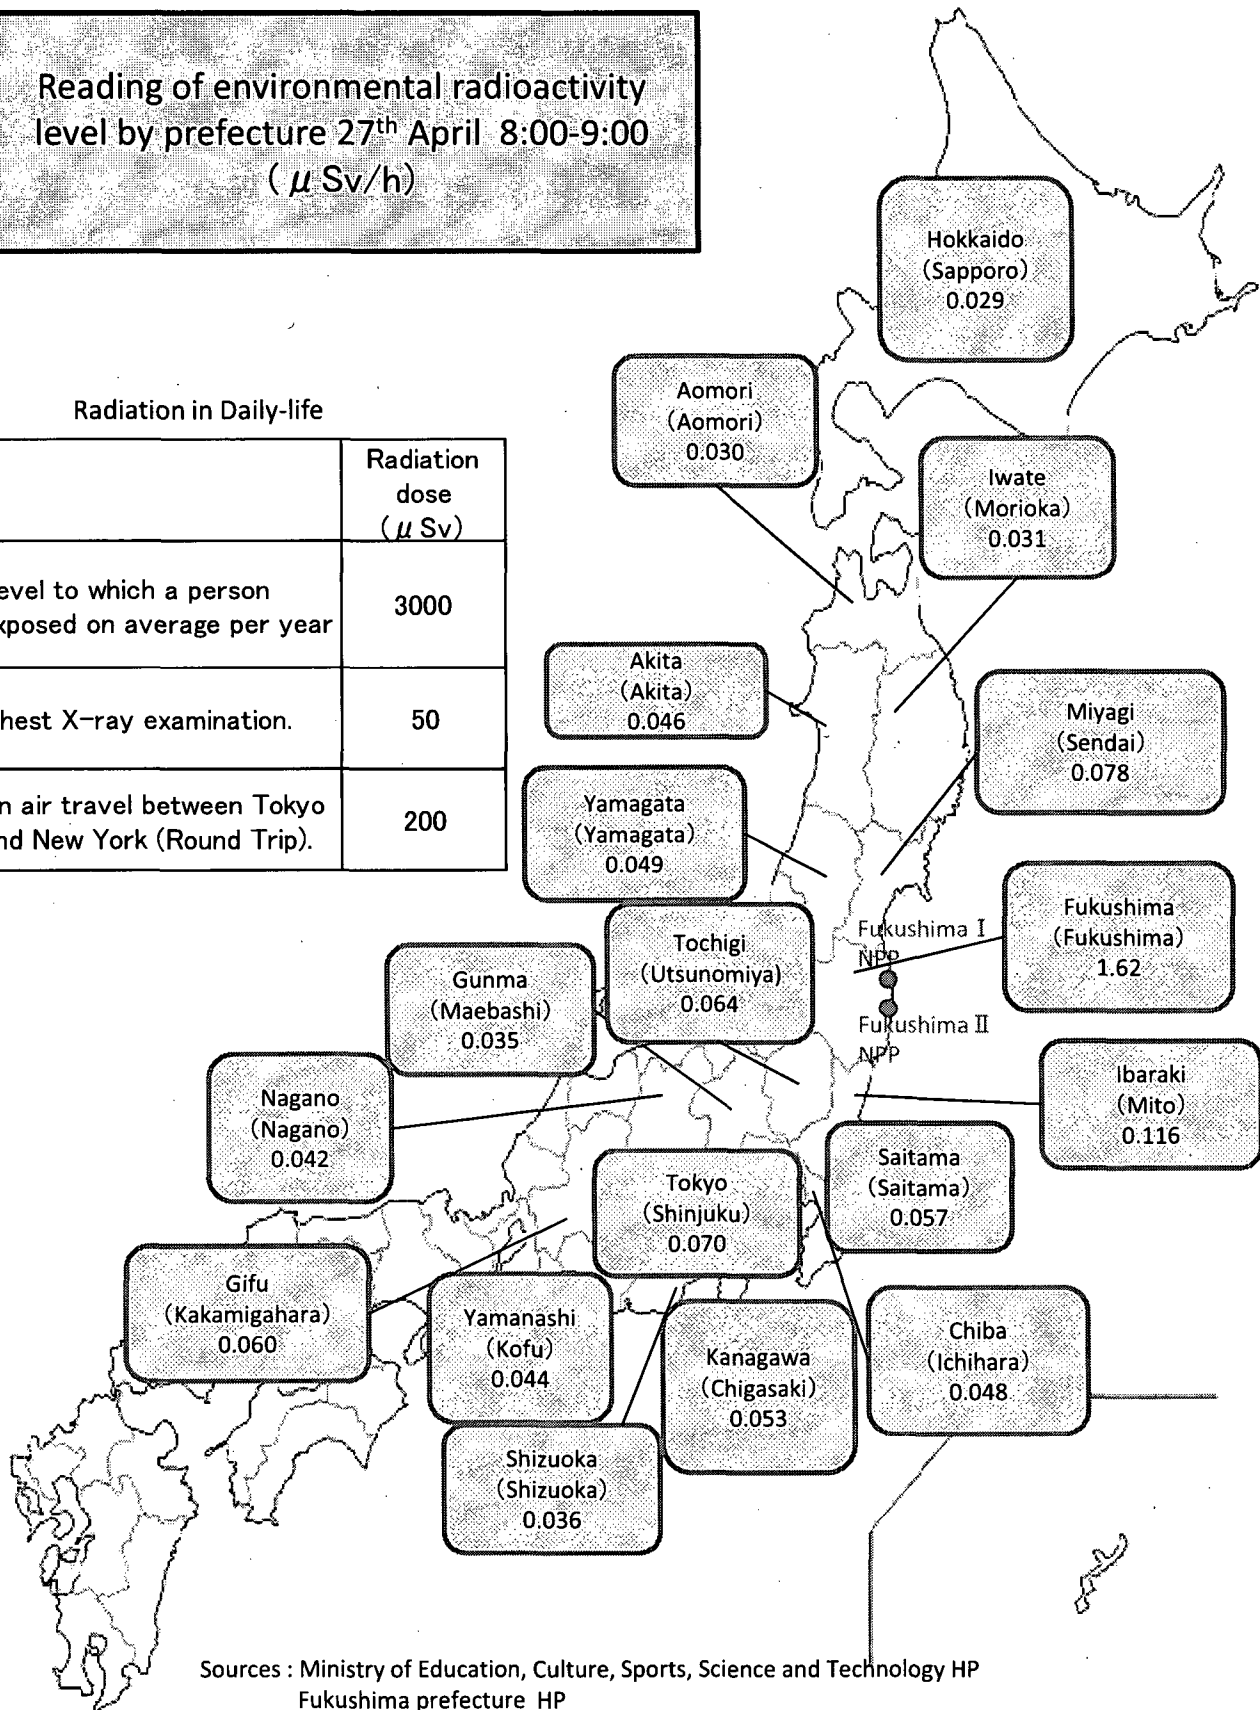 Reading of environmental radioactivity
level by prefecture 27th April 8:00-9:00
(μSv/h)
Hokkaido
(Sapporo)
0.029
Aomori
(Aomori)
0.030
Radiation in Daily-life
Radiation
dose
(μSv)
evel to which a person
xposed on average per year
3000
hest X-ray examination.
50
n air travel between Tokyo
nd New York (Round Trip).
200
Iwate
(Morioka)
0.031
Akita
(Akita)
0.046
Miyagi
(Sendai)
0.078
Yamagata
(Yamagata)
0.049
Fukushima
(Fukushima)
1.62
Fukushima Ⅰ
NPP
Fukushima Ⅱ
NPP
Tochigi
(Utsunomiya)
0.064
Gunma
(Maebashi)
0.035
Nagano
(Nagano)
0.042
Ibaraki
(Mito)
0.116
Saitama
(Saitama)
0.057
Tokyo
(Shinjuku)
0.070
Gifu
(Kakamigahara)
0.060
Yamanashi
(Kofu)
0.044
Kanagawa
(Chigasaki)
0.053
Chiba
(Ichihara)
0.048
Shizuoka
(Shizuoka)
0.036
Sources : Ministry of Education, Culture, Sports, Science and Technology HP
Fukushima prefecture HP